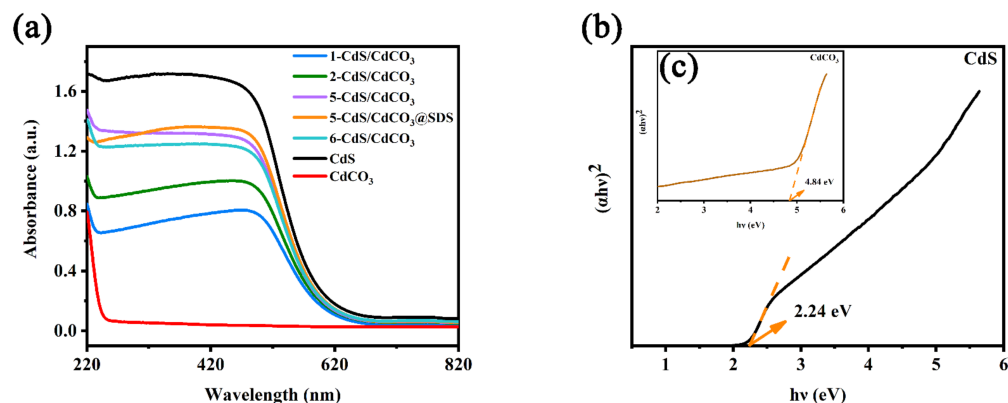 (a)
1-CdS/CdCO₃
2-CdS/CdCO₃
5-CdS/CdCO₃
5-CdS/CdCO₃@SDS
6-CdS/CdCO₃
CdS
CdCO₃
Absorbance (a.u.)
1.6
1.2
0.8
0.4
0.0
220 420 620 820
Wavelength (nm)
(b)
CdS
(αhν)²
2.24 eV
1 2 3 4 5 6
hν (eV)
(c)
CdCO₃
(αhν)²
4.84 eV
2 3 4 5 6
hν (eV)